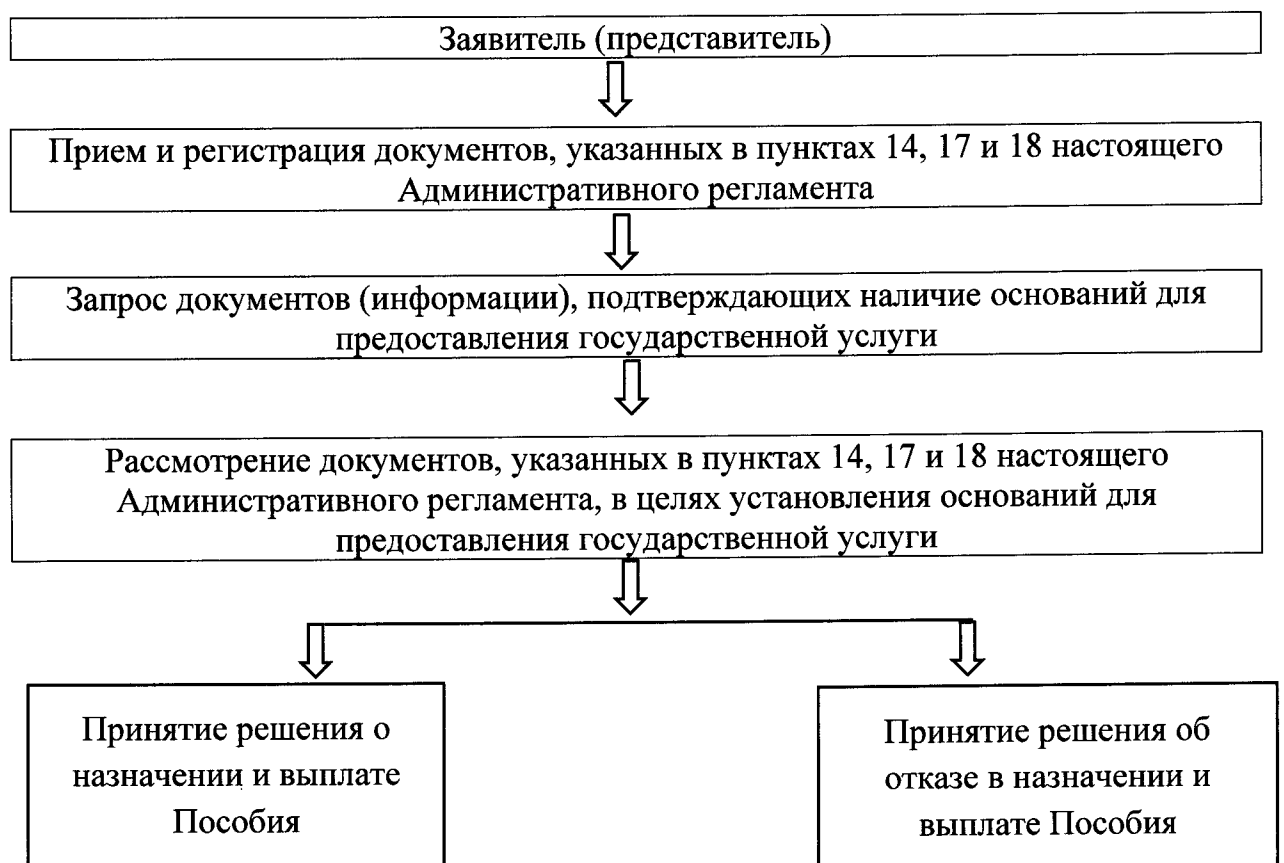 Заявитель (представитель)
Прием и регистрация документов, указанных в пунктах 14, 17 и 18 настоящего
Административного регламента
Запрос документов (информации), подтверждающих наличие оснований для
предоставления государственной услуги
Рассмотрение документов, указанных в пунктах 14, 17 и 18 настоящего
Административного регламента, в целях установления оснований для
предоставления государственной услуги
Принятие решения о
назначении и выплате
Пособия
Принятие решения об
отказе в назначении и
выплате Пособия